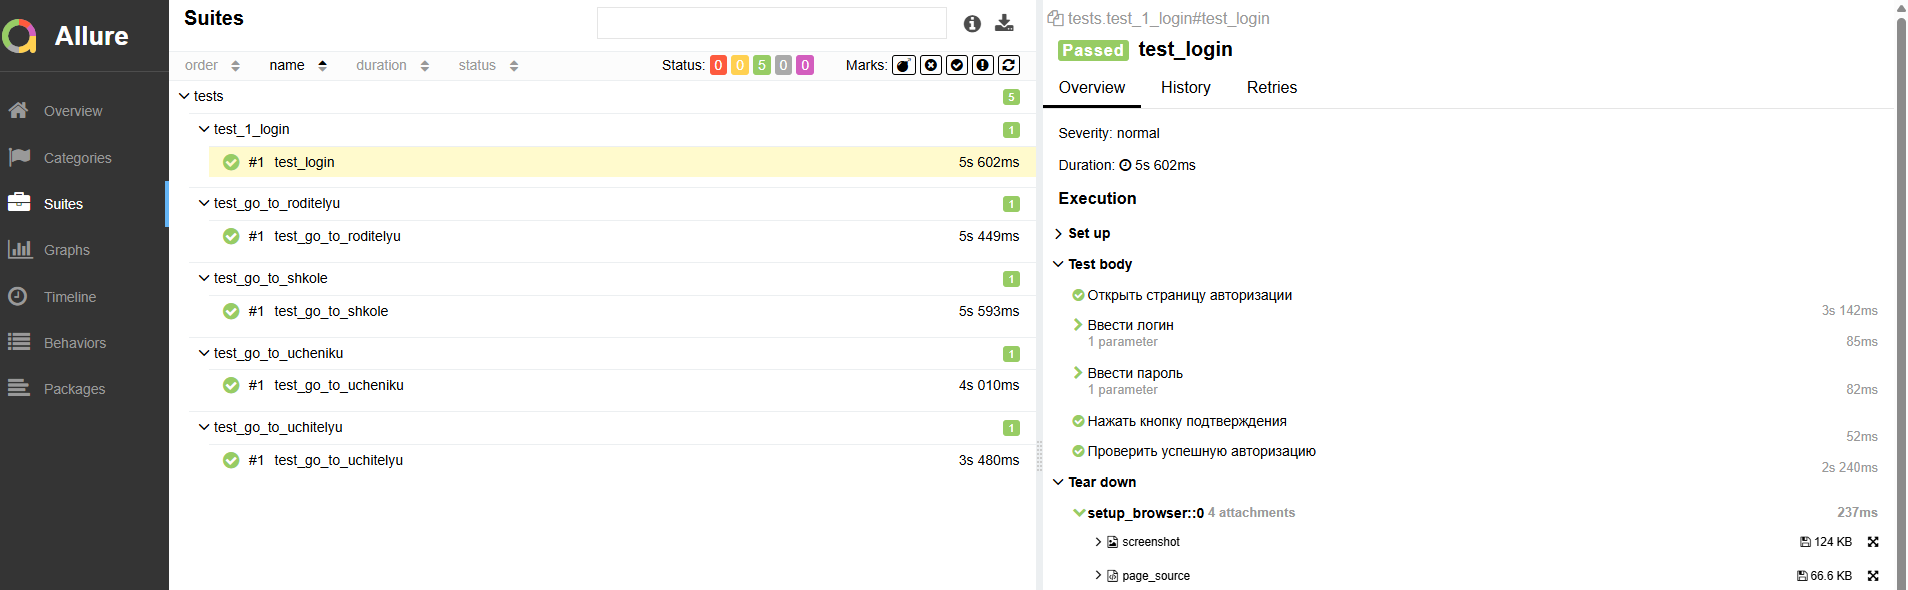 Allure
Overview
Categories
Suites
Graphs
Timeline
Behaviors
Packages
Suites
order name duration status Status: 0 0 5 0 0 Marks:
tests 5
test_1_login 1
#1 test_login 5s 602ms
test_go_to_roditelyu 1
#1 test_go_to_roditelyu 5s 449ms
test_go_to_shkole 1
#1 test_go_to_shkole 5s 593ms
test_go_to_ucheniku 1
#1 test_go_to_ucheniku 4s 010ms
test_go_to_uchitelyu 1
#1 test_go_to_uchitelyu 3s 480ms
tests.test_1_login#test_login
Passed test_login
Overview History Retries
Severity: normal
Duration: 5s 602ms
Execution
Set up
Test body
Открыть страницу авторизации
3s 142ms
Ввести логин
1 parameter 85ms
Ввести пароль
1 parameter 82ms
Нажать кнопку подтверждения
52ms
Проверить успешную авторизацию
2s 240ms
Tear down
setup_browser::0 4 attachments 237ms
screenshot 124 KB
page_source 66.6 KB